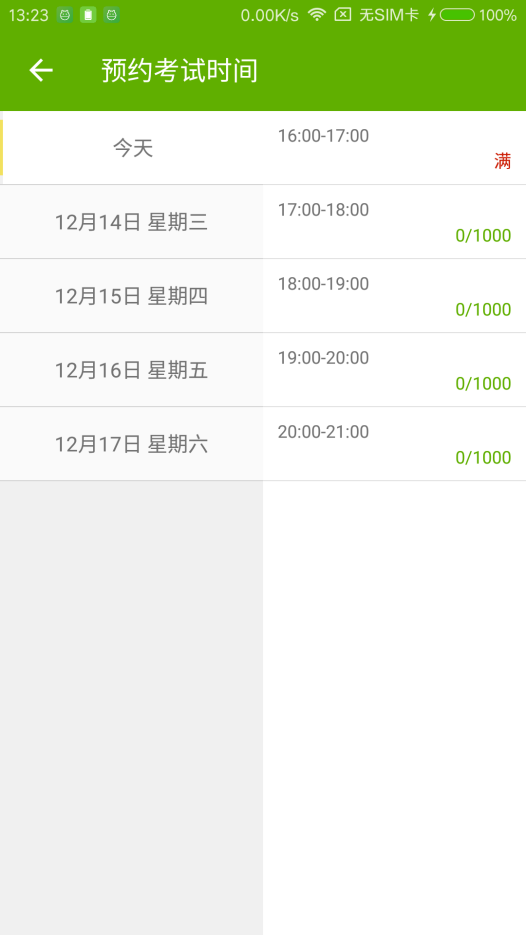 13:23 0.00K/s 无SIM卡 100%
预约考试时间
今天
12月14日 星期三
12月15日 星期四
12月16日 星期五
12月17日 星期六
16:00-17:00
满
17:00-18:00
0/1000
18:00-19:00
0/1000
19:00-20:00
0/1000
20:00-21:00
0/1000